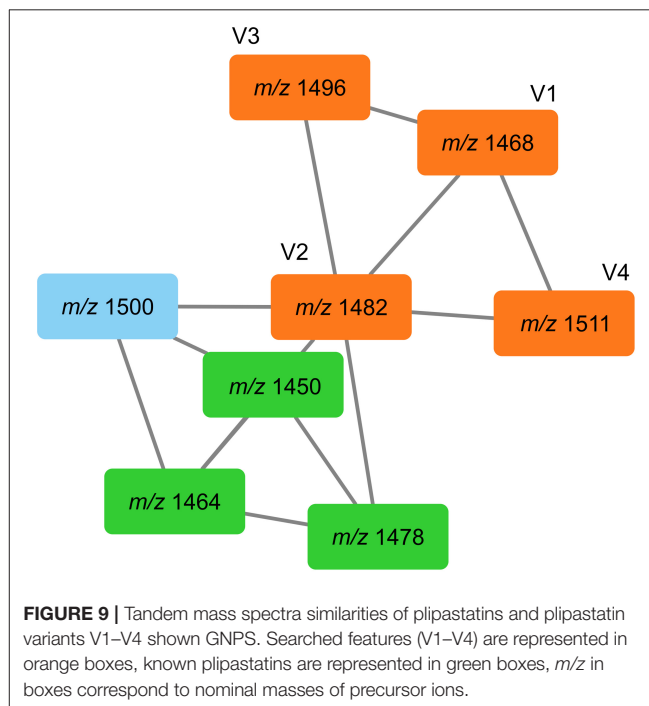 V3
m/z 1496
V1
m/z 1468
V2
V4
m/z 1500
m/z 1482
m/z 1511
m/z 1450
m/z 1464
m/z 1478
FIGURE 9 | Tandem mass spectra similarities of plipastatins and plipastatin
variants V1–V4 shown GNPS. Searched features (V1–V4) are represented in
orange boxes, known plipastatins are represented in green boxes, m/z in
boxes correspond to nominal masses of precursor ions.